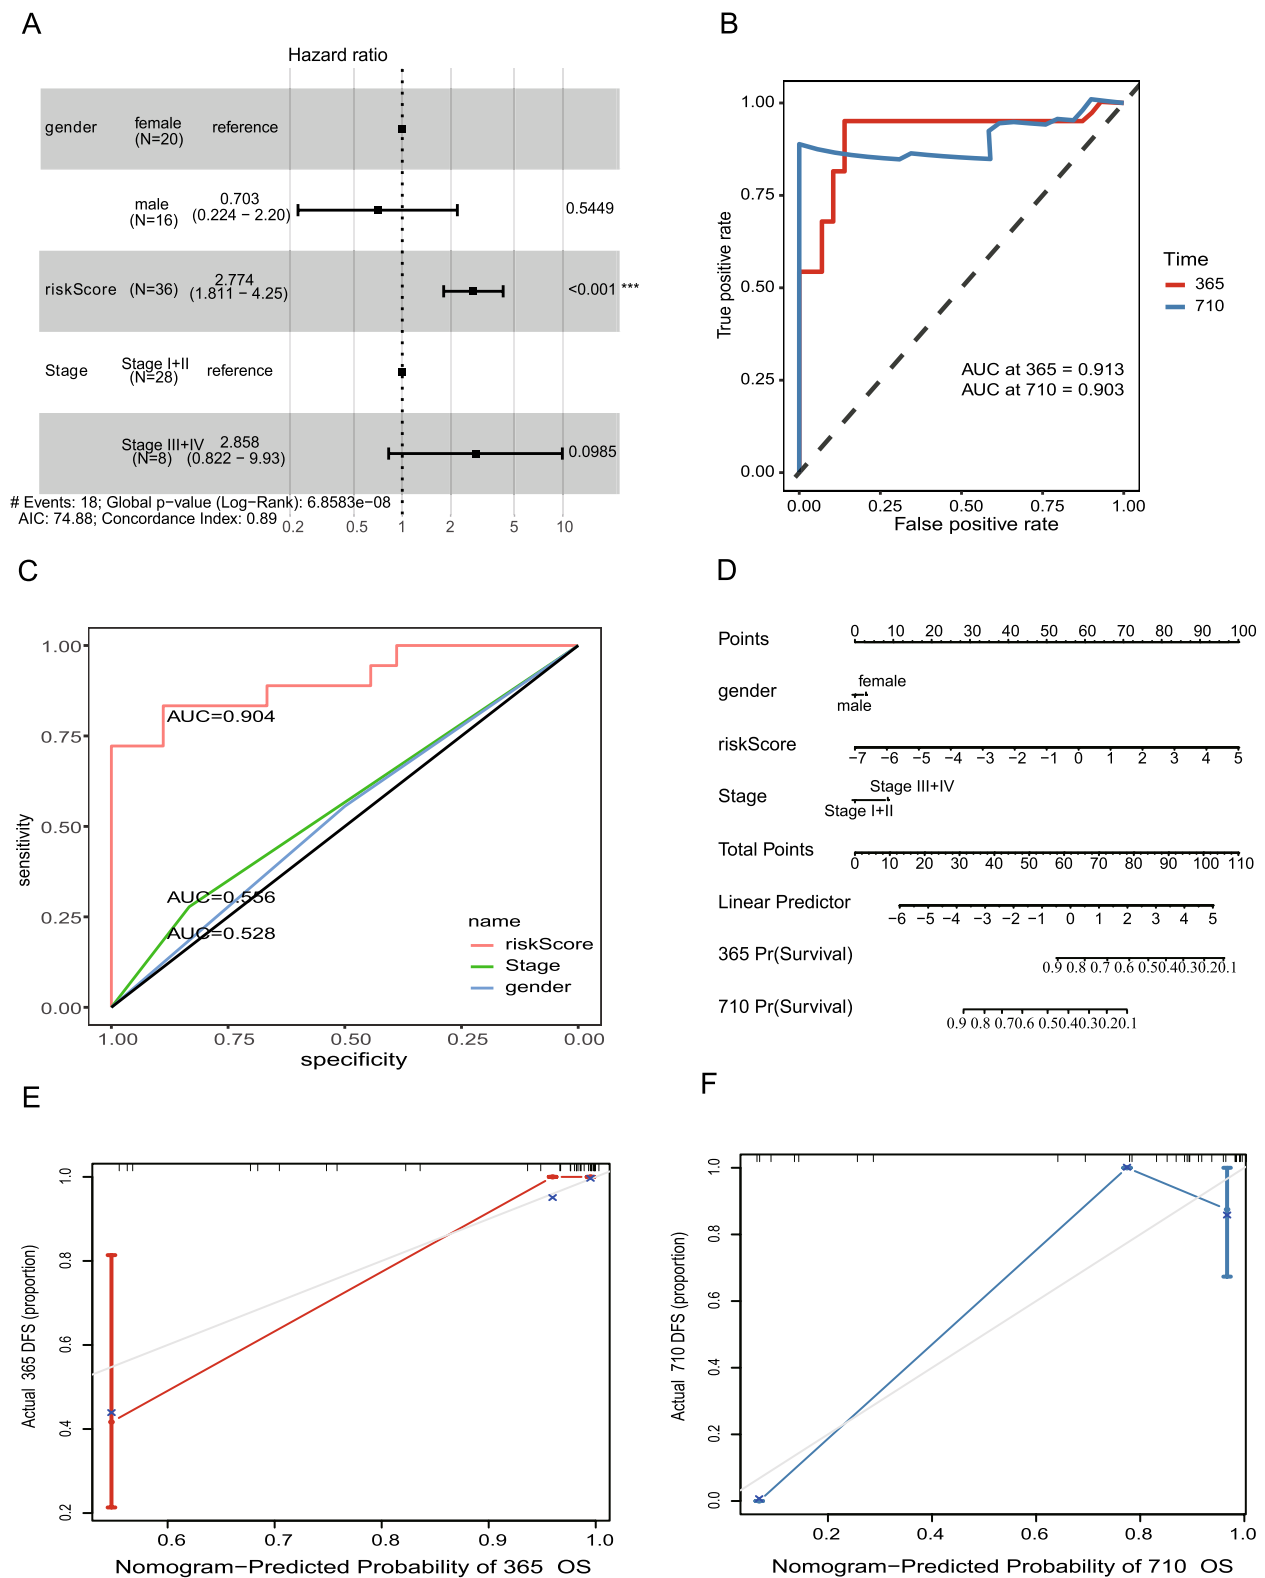 A
Hazard ratio
gender
female
(N=20)
reference
male
(N=16)
0.703
(0.224 − 2.20)
0.5449
riskScore
(N=36)
2.774
(1.811 − 4.25)
<0.001 ***
Stage
Stage I+II
(N=28)
reference
Stage III+IV
(N=8)
2.858
(0.822 − 9.93)
0.0985
# Events: 18; Global p−value (Log−Rank): 6.8583e−08
AIC: 74.88; Concordance Index: 0.89
0.2 0.5 1 2 5 10
B
True positive rate
1.00
0.75
0.50
0.25
0.00
0.00 0.25 0.50 0.75 1.00
False positive rate
AUC at 365 = 0.913
AUC at 710 = 0.903
Time
365
710
C
sensitivity
1.00
0.75
0.50
0.25
0.00
AUC=0.904
AUC=0.556
AUC=0.528
name
riskScore
Stage
gender
1.00 0.75 0.50 0.25 0.00
specificity
D
Points
0 10 20 30 40 50 60 70 80 90 100
gender
female
male
riskScore
−7 −6 −5 −4 −3 −2 −1 0 1 2 3 4 5
Stage
Stage III+IV
Stage I+II
Total Points
0 10 20 30 40 50 60 70 80 90 100 110
Linear Predictor
−6 −5 −4 −3 −2 −1 0 1 2 3 4 5
365 Pr(Survival)
0.9 0.8 0.7 0.6 0.50.40.30.20.1
710 Pr(Survival)
0.9 0.8 0.70.6 0.50.40.30.20.1
E
Actual 365 DFS (proportion)
1.0
0.8
0.6
0.4
0.2
0.6 0.7 0.8 0.9 1.0
Nomogram−Predicted Probability of 365 OS
F
Actual 710 DFS (proportion)
1.0
0.8
0.6
0.4
0.2
0.0
0.2 0.4 0.6 0.8 1.0
Nomogram−Predicted Probability of 710 OS